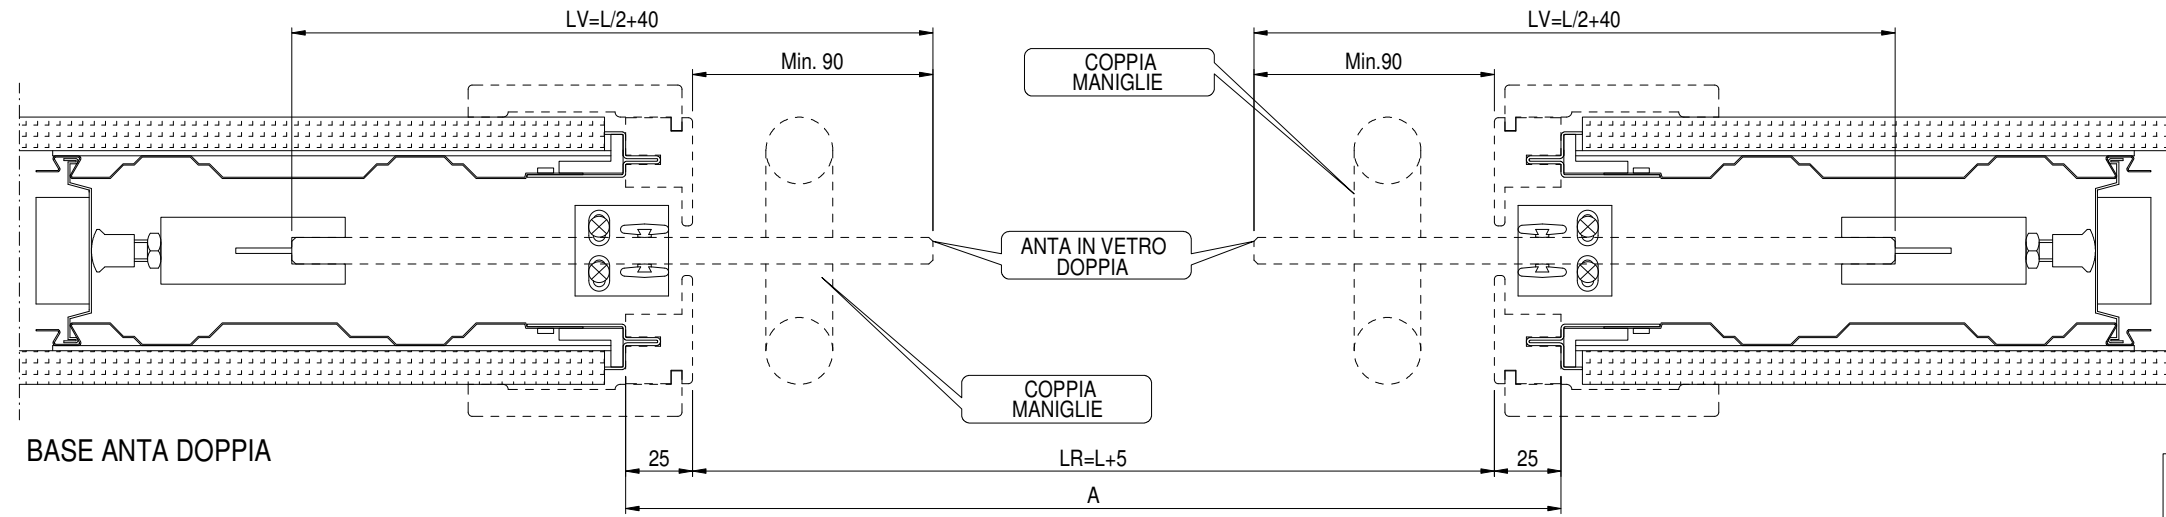 LV=L/2+40
LV=L/2+40
Min. 90
Min.90
COPPIA
MANIGLIE
ANTA IN VETRO
DOPPIA
COPPIA
MANIGLIE
BASE ANTA DOPPIA
25
LR=L+5
25
A